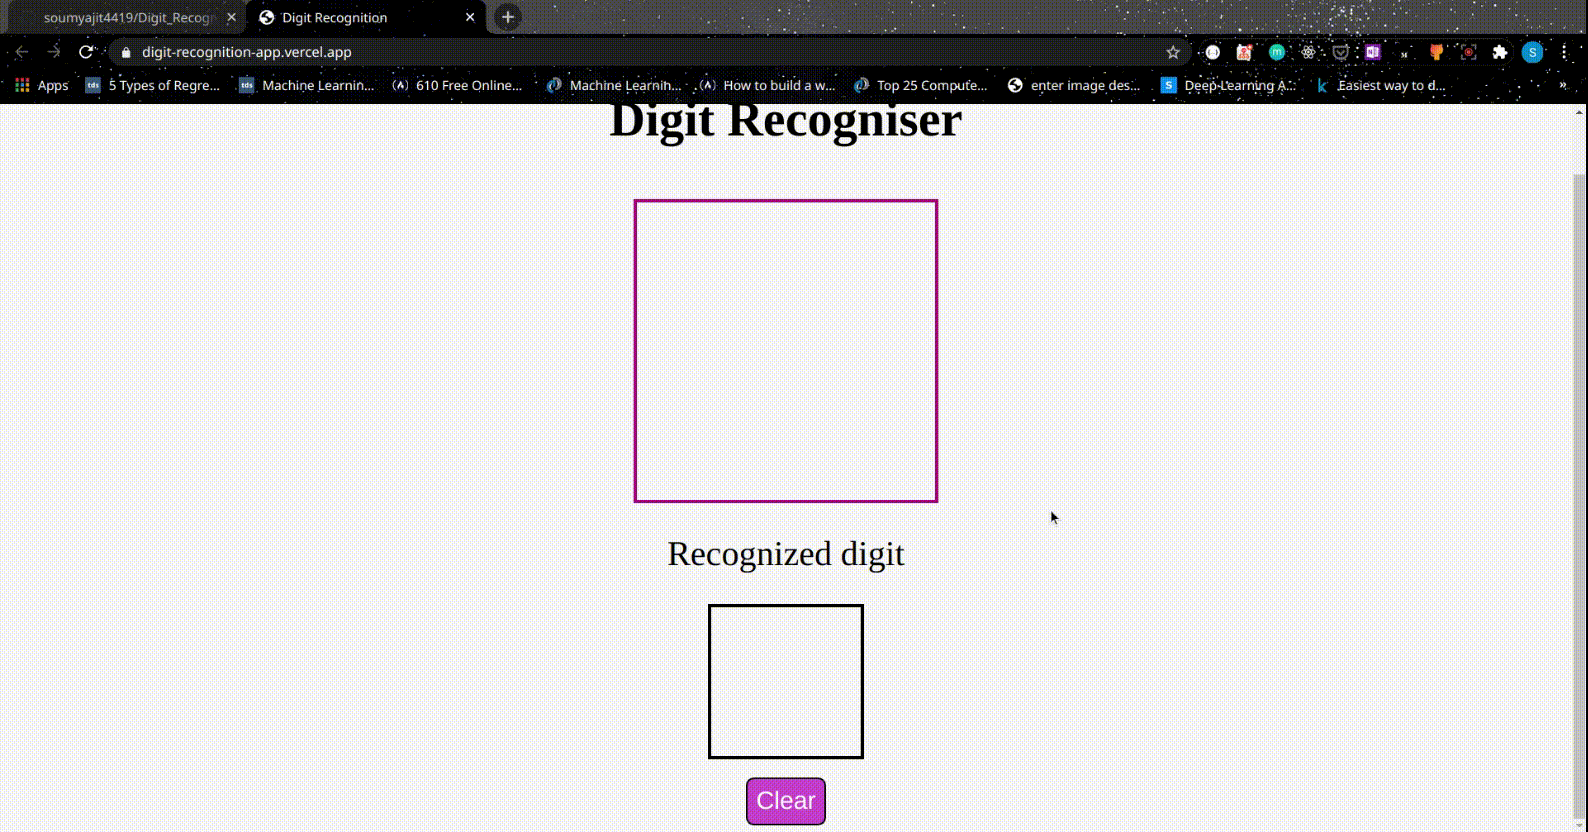 soumyajit4419/Digit_Recogn
Digit Recognition
digit-recognition-app.vercel.app
S
Apps tds 5 Types of Regre... tds Machine Learnin... 610 Free Online... Machine Learnin... How to build a w... Top 25 Compute... enter image des... S Deep-Learning A... Easiest way to d... »
Digit Recogniser
Recognized digit
Clear